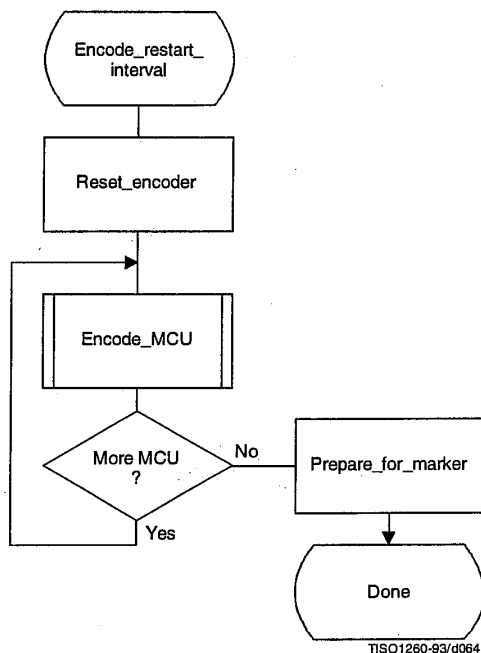 Encode_restart_
interval
Reset_encoder
Encode_MCU
More MCU
?
No
Yes
Prepare_for_marker
Done
TISO1260-93/d064